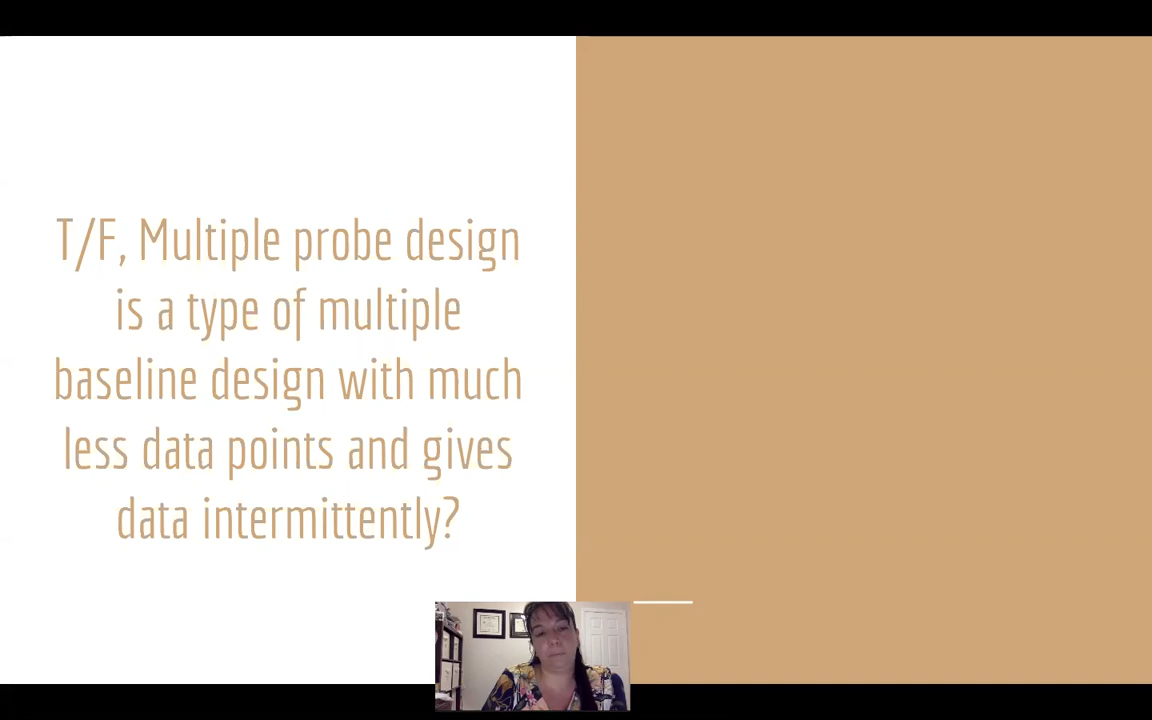 T/F, Multiple probe design
is a type of multiple
baseline design with much
less data points and gives
data intermittently?